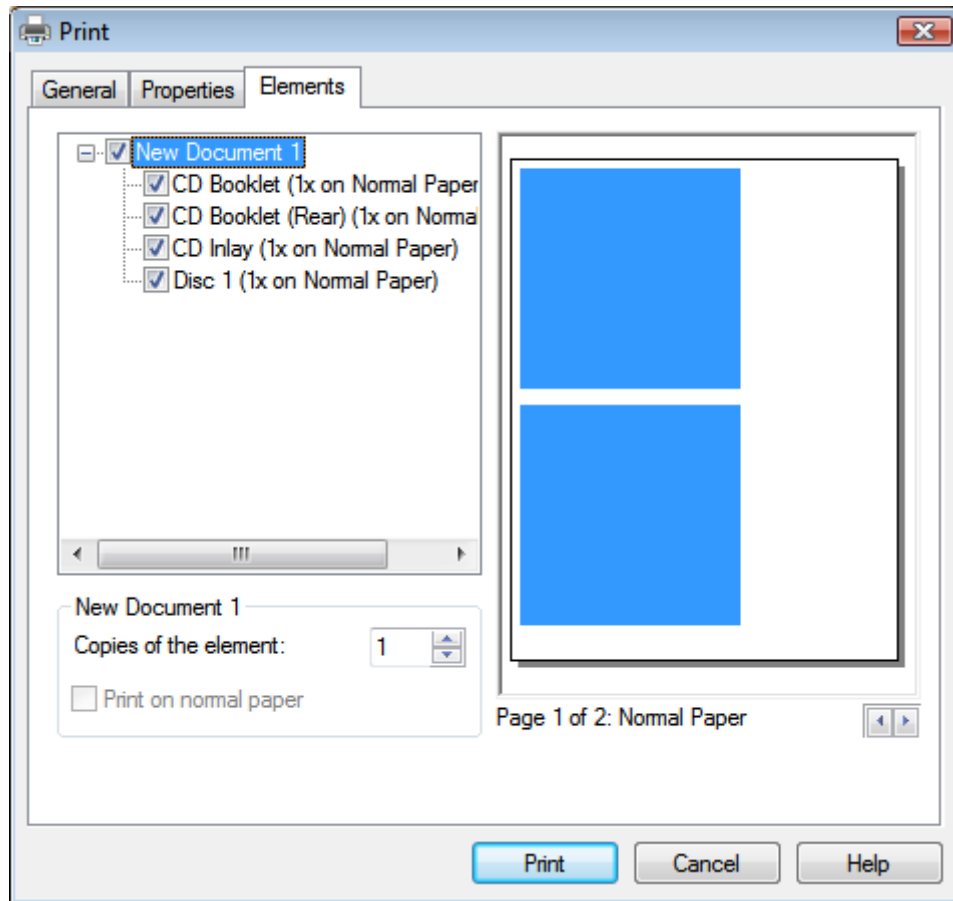 Print
General Properties Elements
New Document 1
CD Booklet (1x on Normal Paper
CD Booklet (Rear) (1x on Norma
CD Inlay (1x on Normal Paper)
Disc 1 (1x on Normal Paper)
New Document 1
Copies of the element: 1
Print on normal paper
Page 1 of 2: Normal Paper
Print Cancel Help